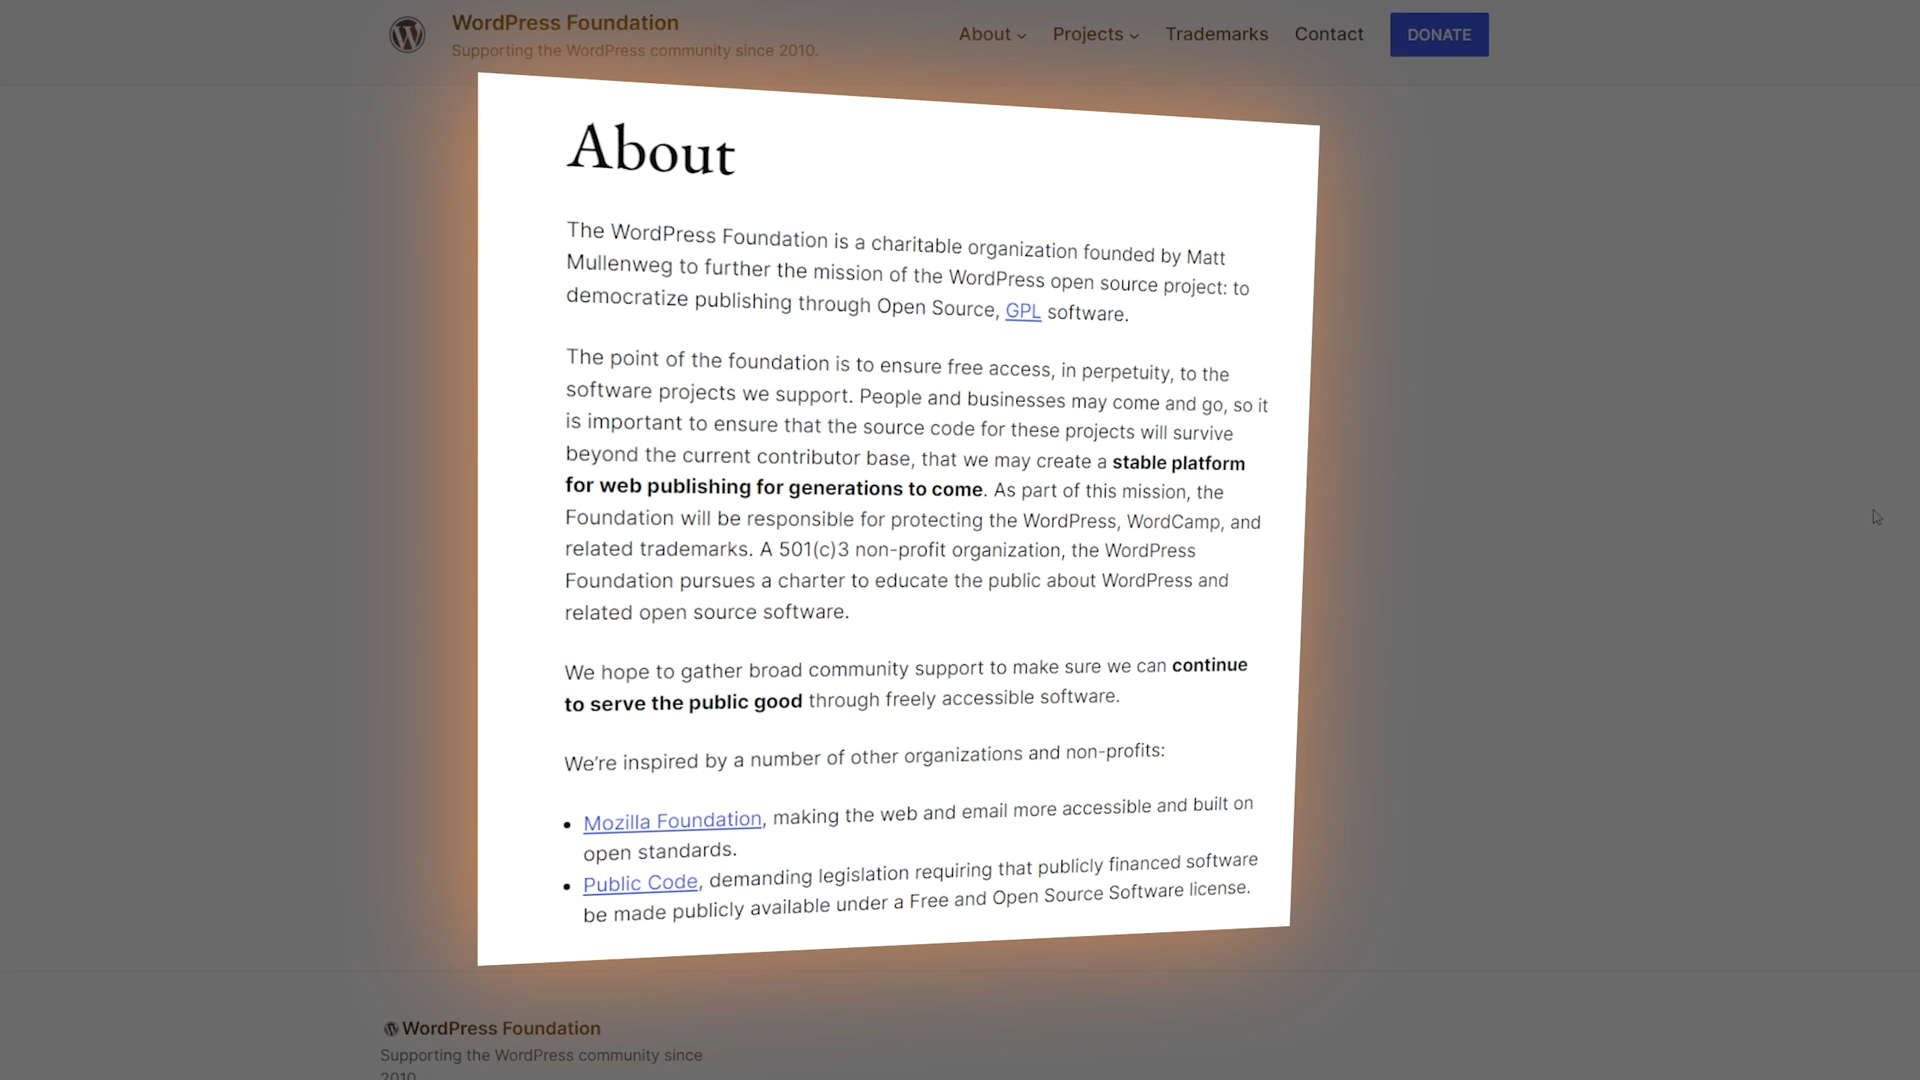 WordPress Foundation
Supporting the WordPress community since 2010.
About
Projects
Trademarks
Contact
DONATE
About
The WordPress Foundation is a charitable organization founded by Matt
Mullenweg to further the mission of the WordPress open source project: to
democratize publishing through Open Source, GPL software.
The point of the foundation is to ensure free access, in perpetuity, to the
software projects we support. People and businesses may come and go, so it
is important to ensure that the source code for these projects will survive
beyond the current contributor base, that we may create a stable platform
for web publishing for generations to come. As part of this mission, the
Foundation will be responsible for protecting the WordPress, WordCamp, and
related trademarks. A 501(c)3 non-profit organization, the WordPress
Foundation pursues a charter to educate the public about WordPress and
related open source software.
We hope to gather broad community support to make sure we can continue
to serve the public good through freely accessible software.
We’re inspired by a number of other organizations and non-profits:
• Mozilla Foundation, making the web and email more accessible and built on
open standards.
• Public Code, demanding legislation requiring that publicly financed software
be made publicly available under a Free and Open Source Software license.
WordPress Foundation
Supporting the WordPress community since
2010.